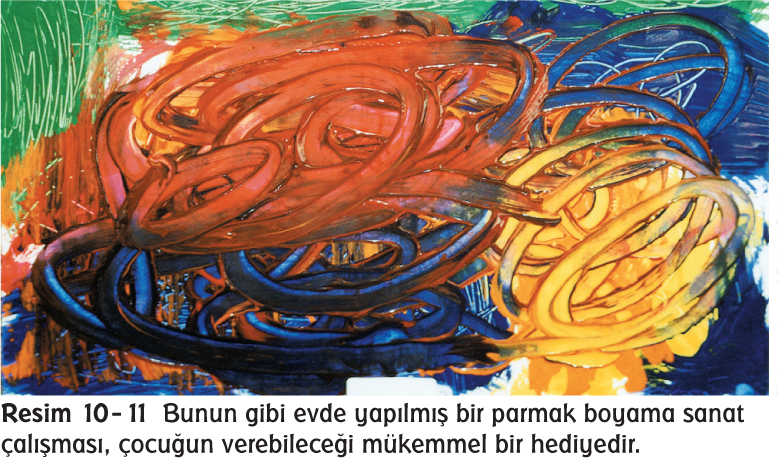 Resim 10-11 Bunun gibi evde yapılmış bir parmak boyama sanat
çalışması, çocuğun verebileceği mükemmel bir hediyedir.